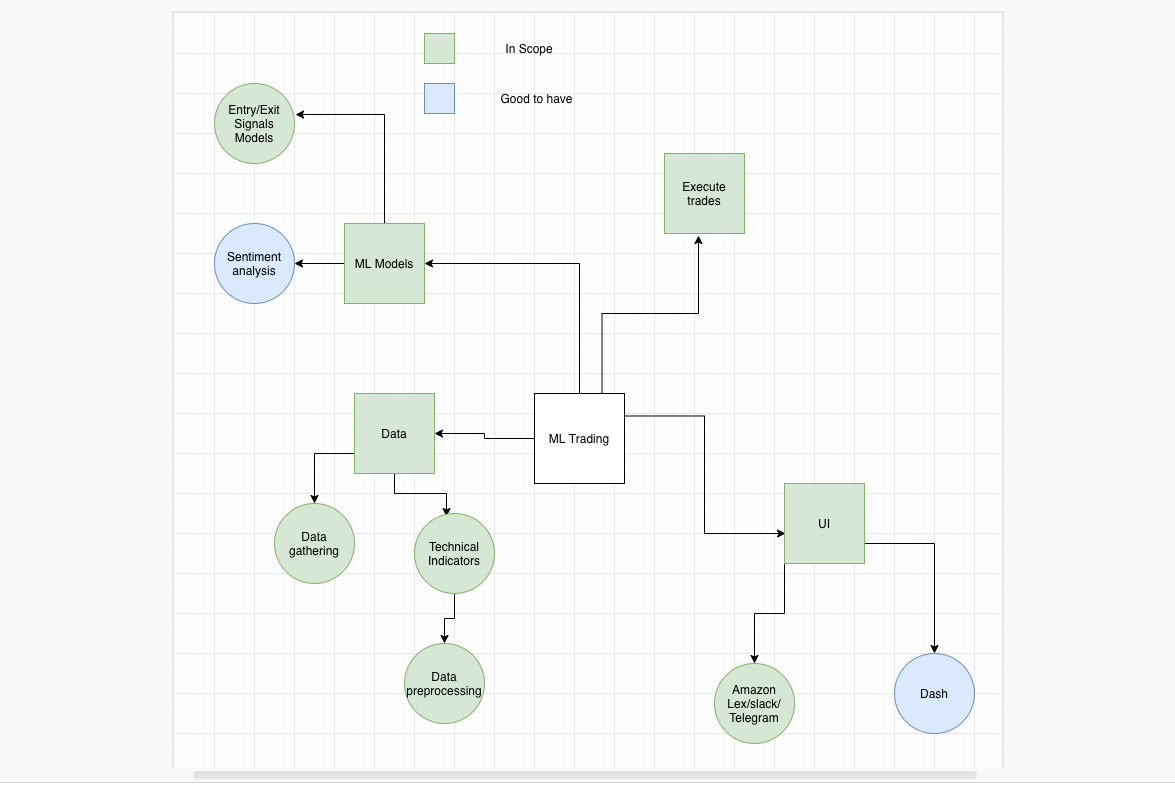 In Scope
Good to have
Entry/Exit
Signals
Models
Execute
trades
Sentiment
analysis
ML Models
Data
ML Trading
UI
Data
gathering
Technical
Indicators
Data
preprocessing
Amazon
Lex/slack/
Telegram
Dash